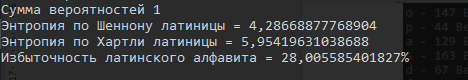 Сумма вероятностей 1
Энтропия по Шеннону латиницы = 4,28668877768904
Энтропия по Хартли латиницы = 5,95419631038688
Избыточность латинского алфавита = 28,005585401827%